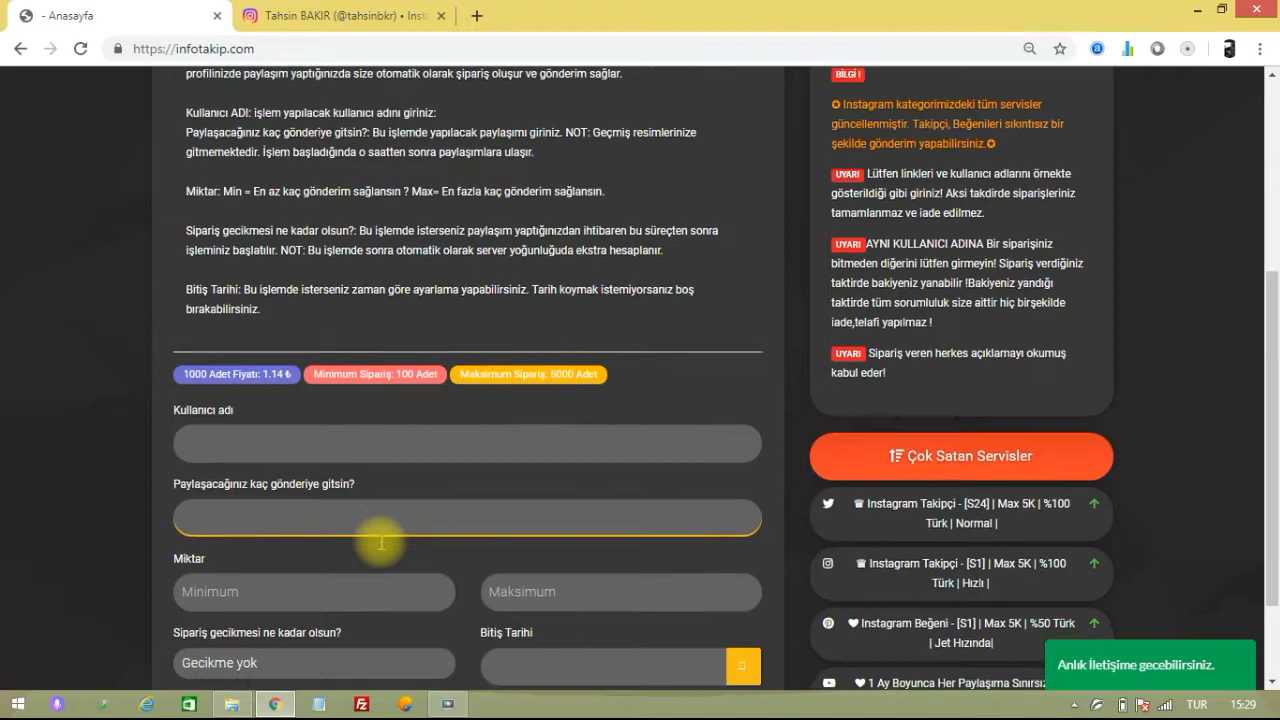 - Anasayfa
Tahsin BAKIR (@tahsinbkr) • Inst
https://infotakip.com
profilinizde paylaşım yaptığınızda size otomatik olarak şipariş oluşur ve gönderim sağlar.
Kullanıcı ADI: işlem yapılacak kullanıcı adını giriniz:
Paylaşacağınız kaç gönderiye gitsin?: Bu işlemde yapılacak paylaşımı giriniz. NOT: Geçmiş resimlerinize
gitmemektedir. İşlem başladığında o saatten sonra paylaşımlara ulaşır.
Miktar: Min = En az kaç gönderim sağlansın ? Max= En fazla kaç gönderim sağlansın.
Sipariş gecikmesi ne kadar olsun?: Bu işlemde isterseniz paylaşım yaptığınızdan ihtibaren bu süreçten sonra
işleminiz başlatılır. NOT: Bu işlemde sonra otomatik olarak server yoğunluğuda ekstra hesaplanır.
Bitiş Tarihi: Bu işlemde isterseniz zaman göre ayarlama yapabilirsiniz. Tarih koymak istemiyorsanız boş
bırakabilirsiniz.
1000 Adet Fiyatı: 1.14 ₺
Minimum Sipariş: 100 Adet
Maksimum Sipariş: 5000 Adet
Kullanıcı adı
Paylaşacağınız kaç gönderiye gitsin?
Miktar
Minimum
Maksimum
Sipariş gecikmesi ne kadar olsun?
Bitiş Tarihi
Gecikme yok
BİLGİ !
✪ Instagram kategorimizdeki tüm servisler
güncellenmiştir. Takipçi, Beğenileri sıkıntısız bir
şekilde gönderim yapabilirsiniz.✪
UYARI Lütfen linkleri ve kullanıcı adlarını örnekte
gösterildiği gibi giriniz! Aksi takdirde siparişleriniz
tamamlanmaz ve iade edilmez.
UYARI AYNI KULLANICI ADINA Bir siparişiniz
bitmeden diğerini lütfen girmeyin! Sipariş verdiğiniz
taktirde bakiyeniz yanabilir !Bakiyeniz yandığı
taktirde tüm sorumluluk size aittir hiç birşekilde
iade,telafi yapılmaz !
UYARI Sipariş veren herkes açıklamayı okumuş
kabul eder!
Çok Satan Servisler
♛ Instagram Takipçi - [S24] | Max 5K | %100
Türk | Normal |
♛ Instagram Takipçi - [S1] | Max 5K | %100
Türk | Hızlı |
❤ Instagram Beğeni - [S1] | Max 5K | %50 Türk
| Jet Hızında|
❤ 1 Ay Boyunca Her Paylaşıma Sınırsız
Anlık İletişime gecebilirsiniz.
TUR
15:29